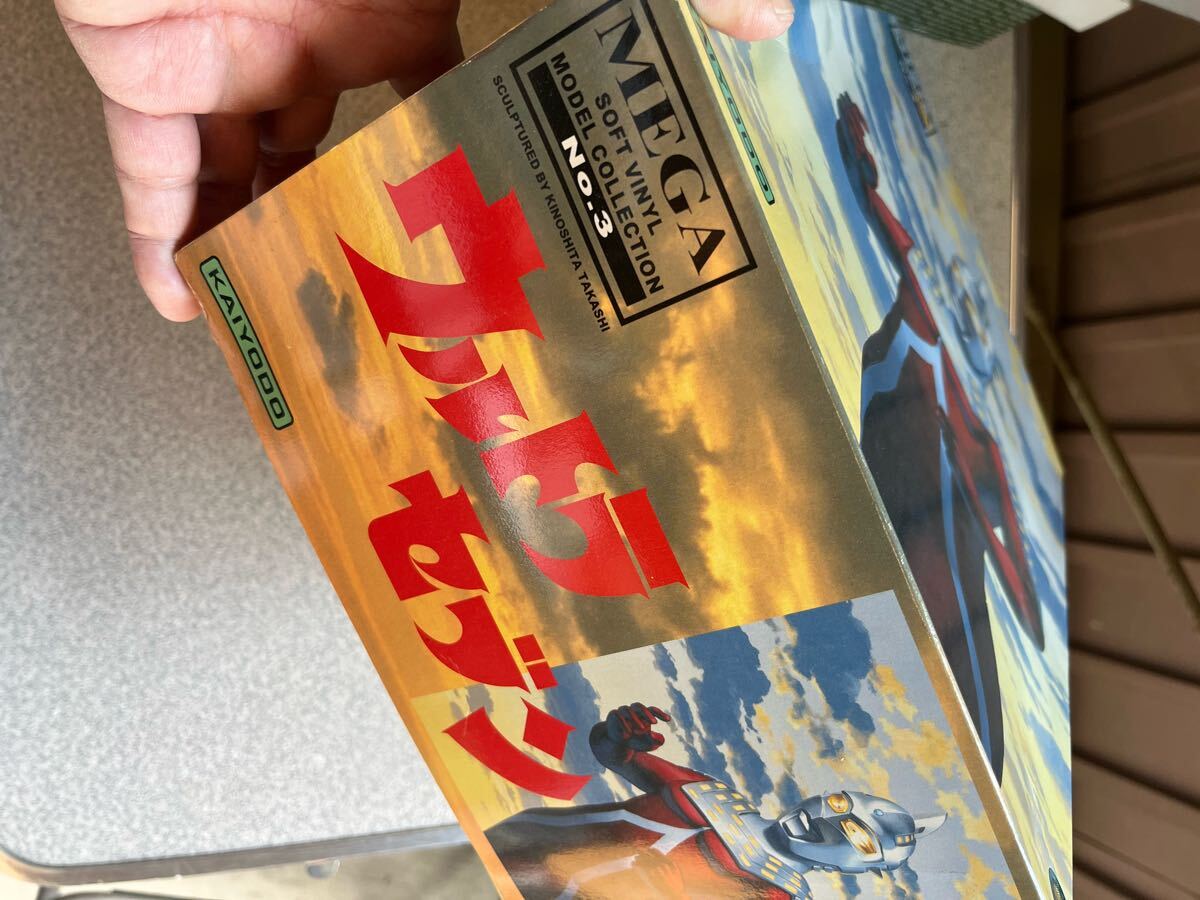 MEGA
SOFT VINYL
MODEL COLLECTION
No.3
SCULPTURED BY KINOSHITA TAKASHI
ウルトラ
セブン
KAIYODO